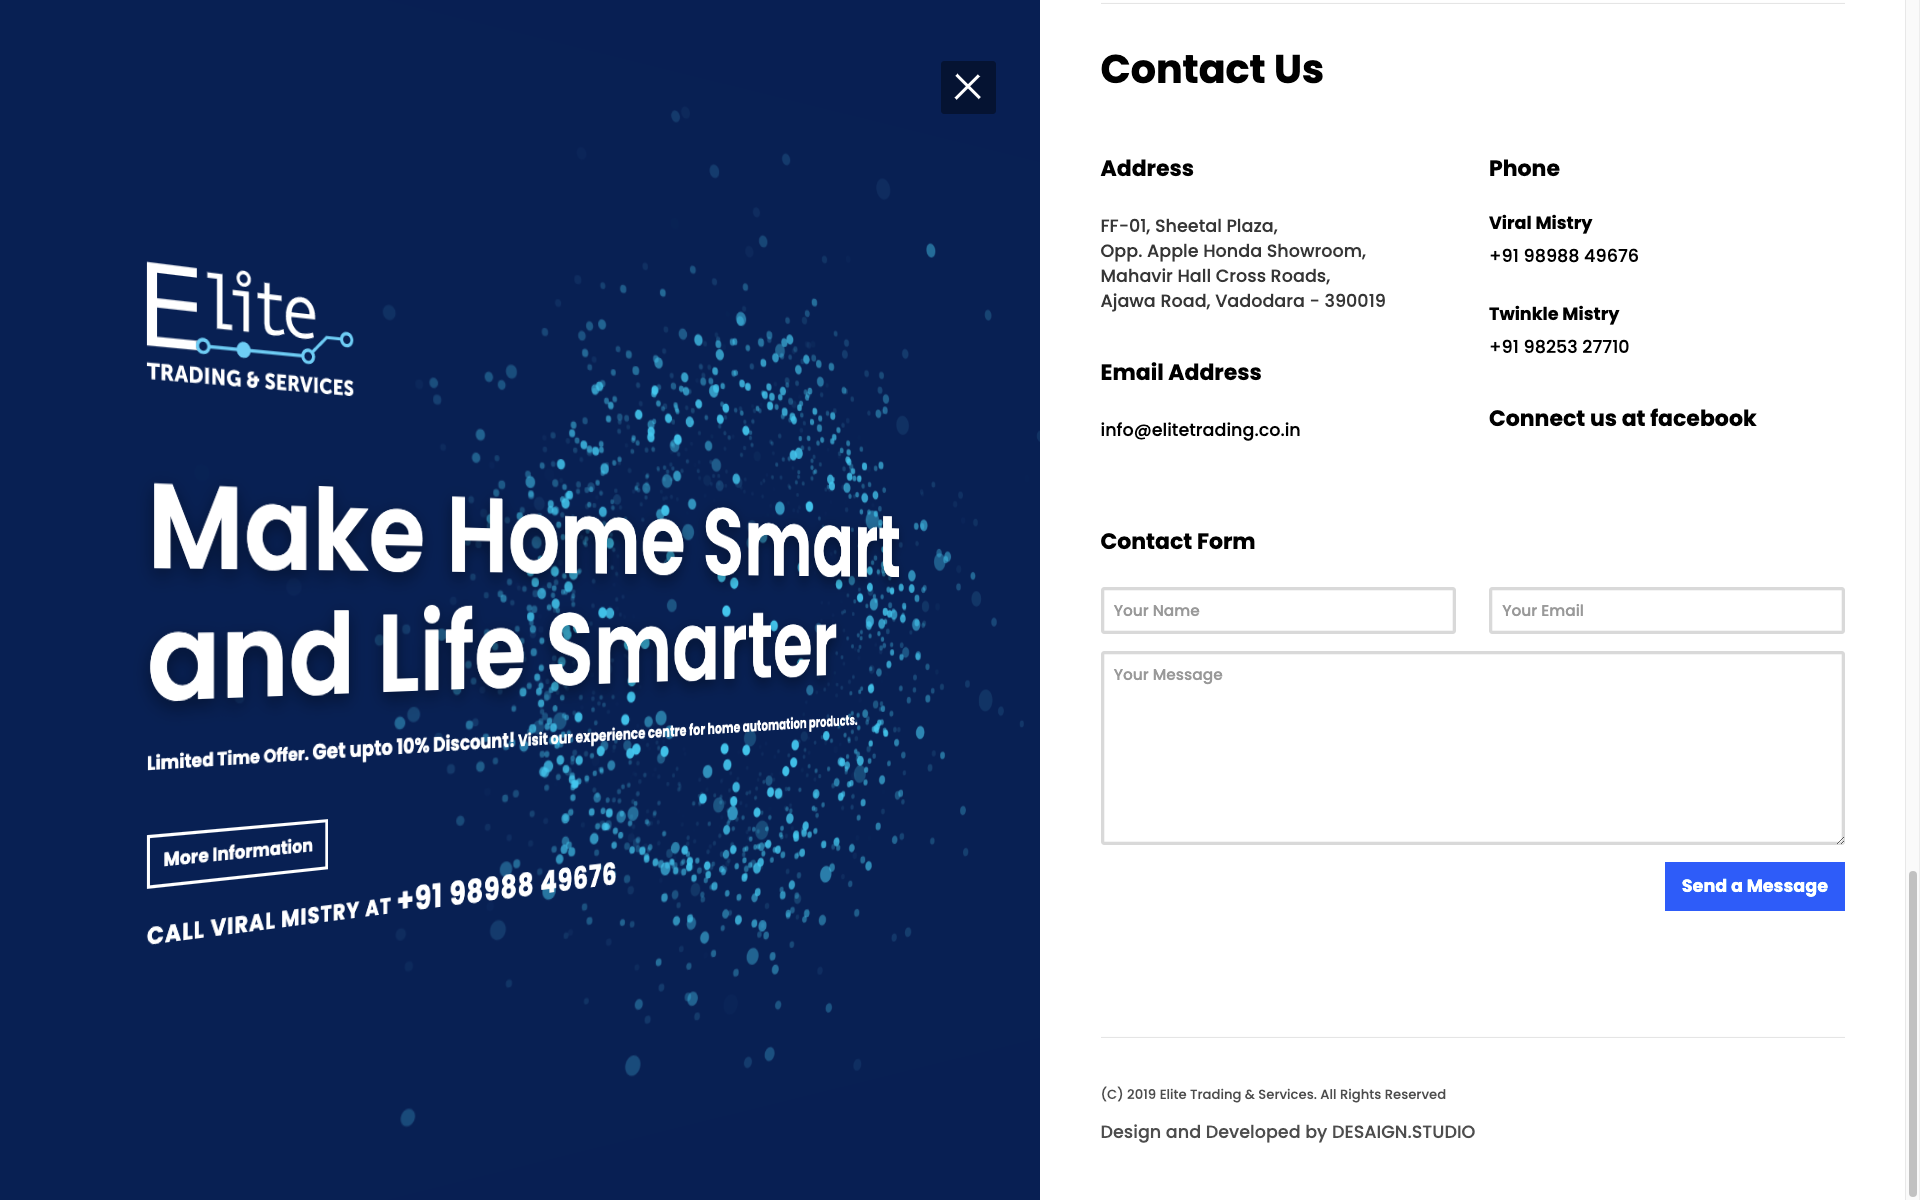 Elite
TRADING & SERVICES
Make Home Smart
and Life Smarter
Limited Time Offer. Get upto 10% Discount! Visit our experience centre for home automation products.
More Information
CALL VIRAL MISTRY AT +91 98988 49676
Contact Us
Address
FF-01, Sheetal Plaza,
Opp. Apple Honda Showroom,
Mahavir Hall Cross Roads,
Ajawa Road, Vadodara - 390019
Email Address
info@elitetrading.co.in
Phone
Viral Mistry
+91 98988 49676
Twinkle Mistry
+91 98253 27710
Connect us at facebook
Contact Form
Your Name
Your Email
Your Message
Send a Message
(C) 2019 Elite Trading & Services. All Rights Reserved
Design and Developed by DESAIGN.STUDIO